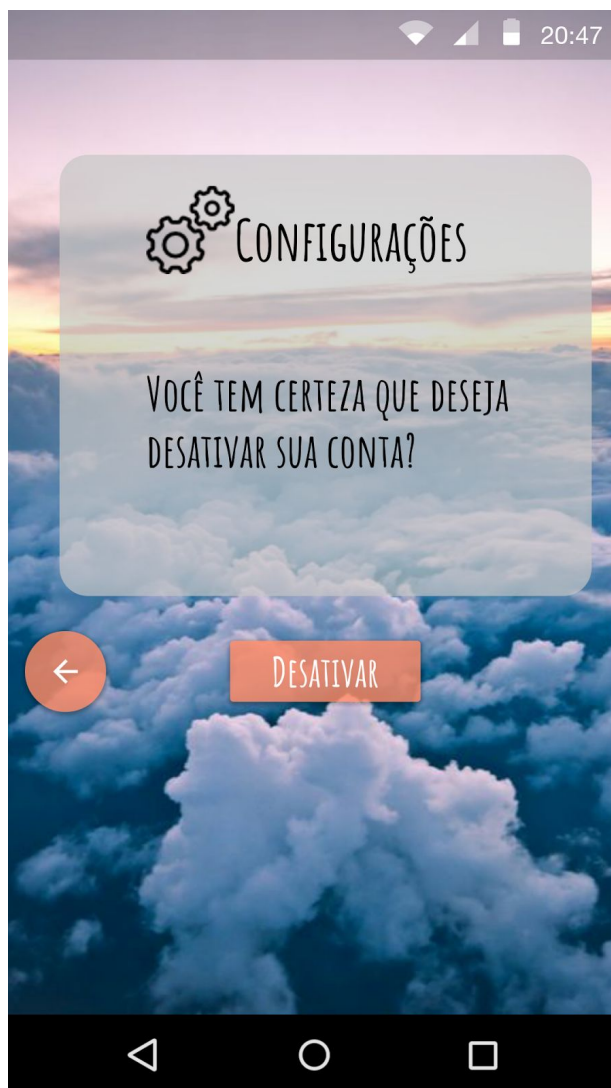 20:47
Configurações
Você tem certeza que deseja
desativar sua conta?
Desativar